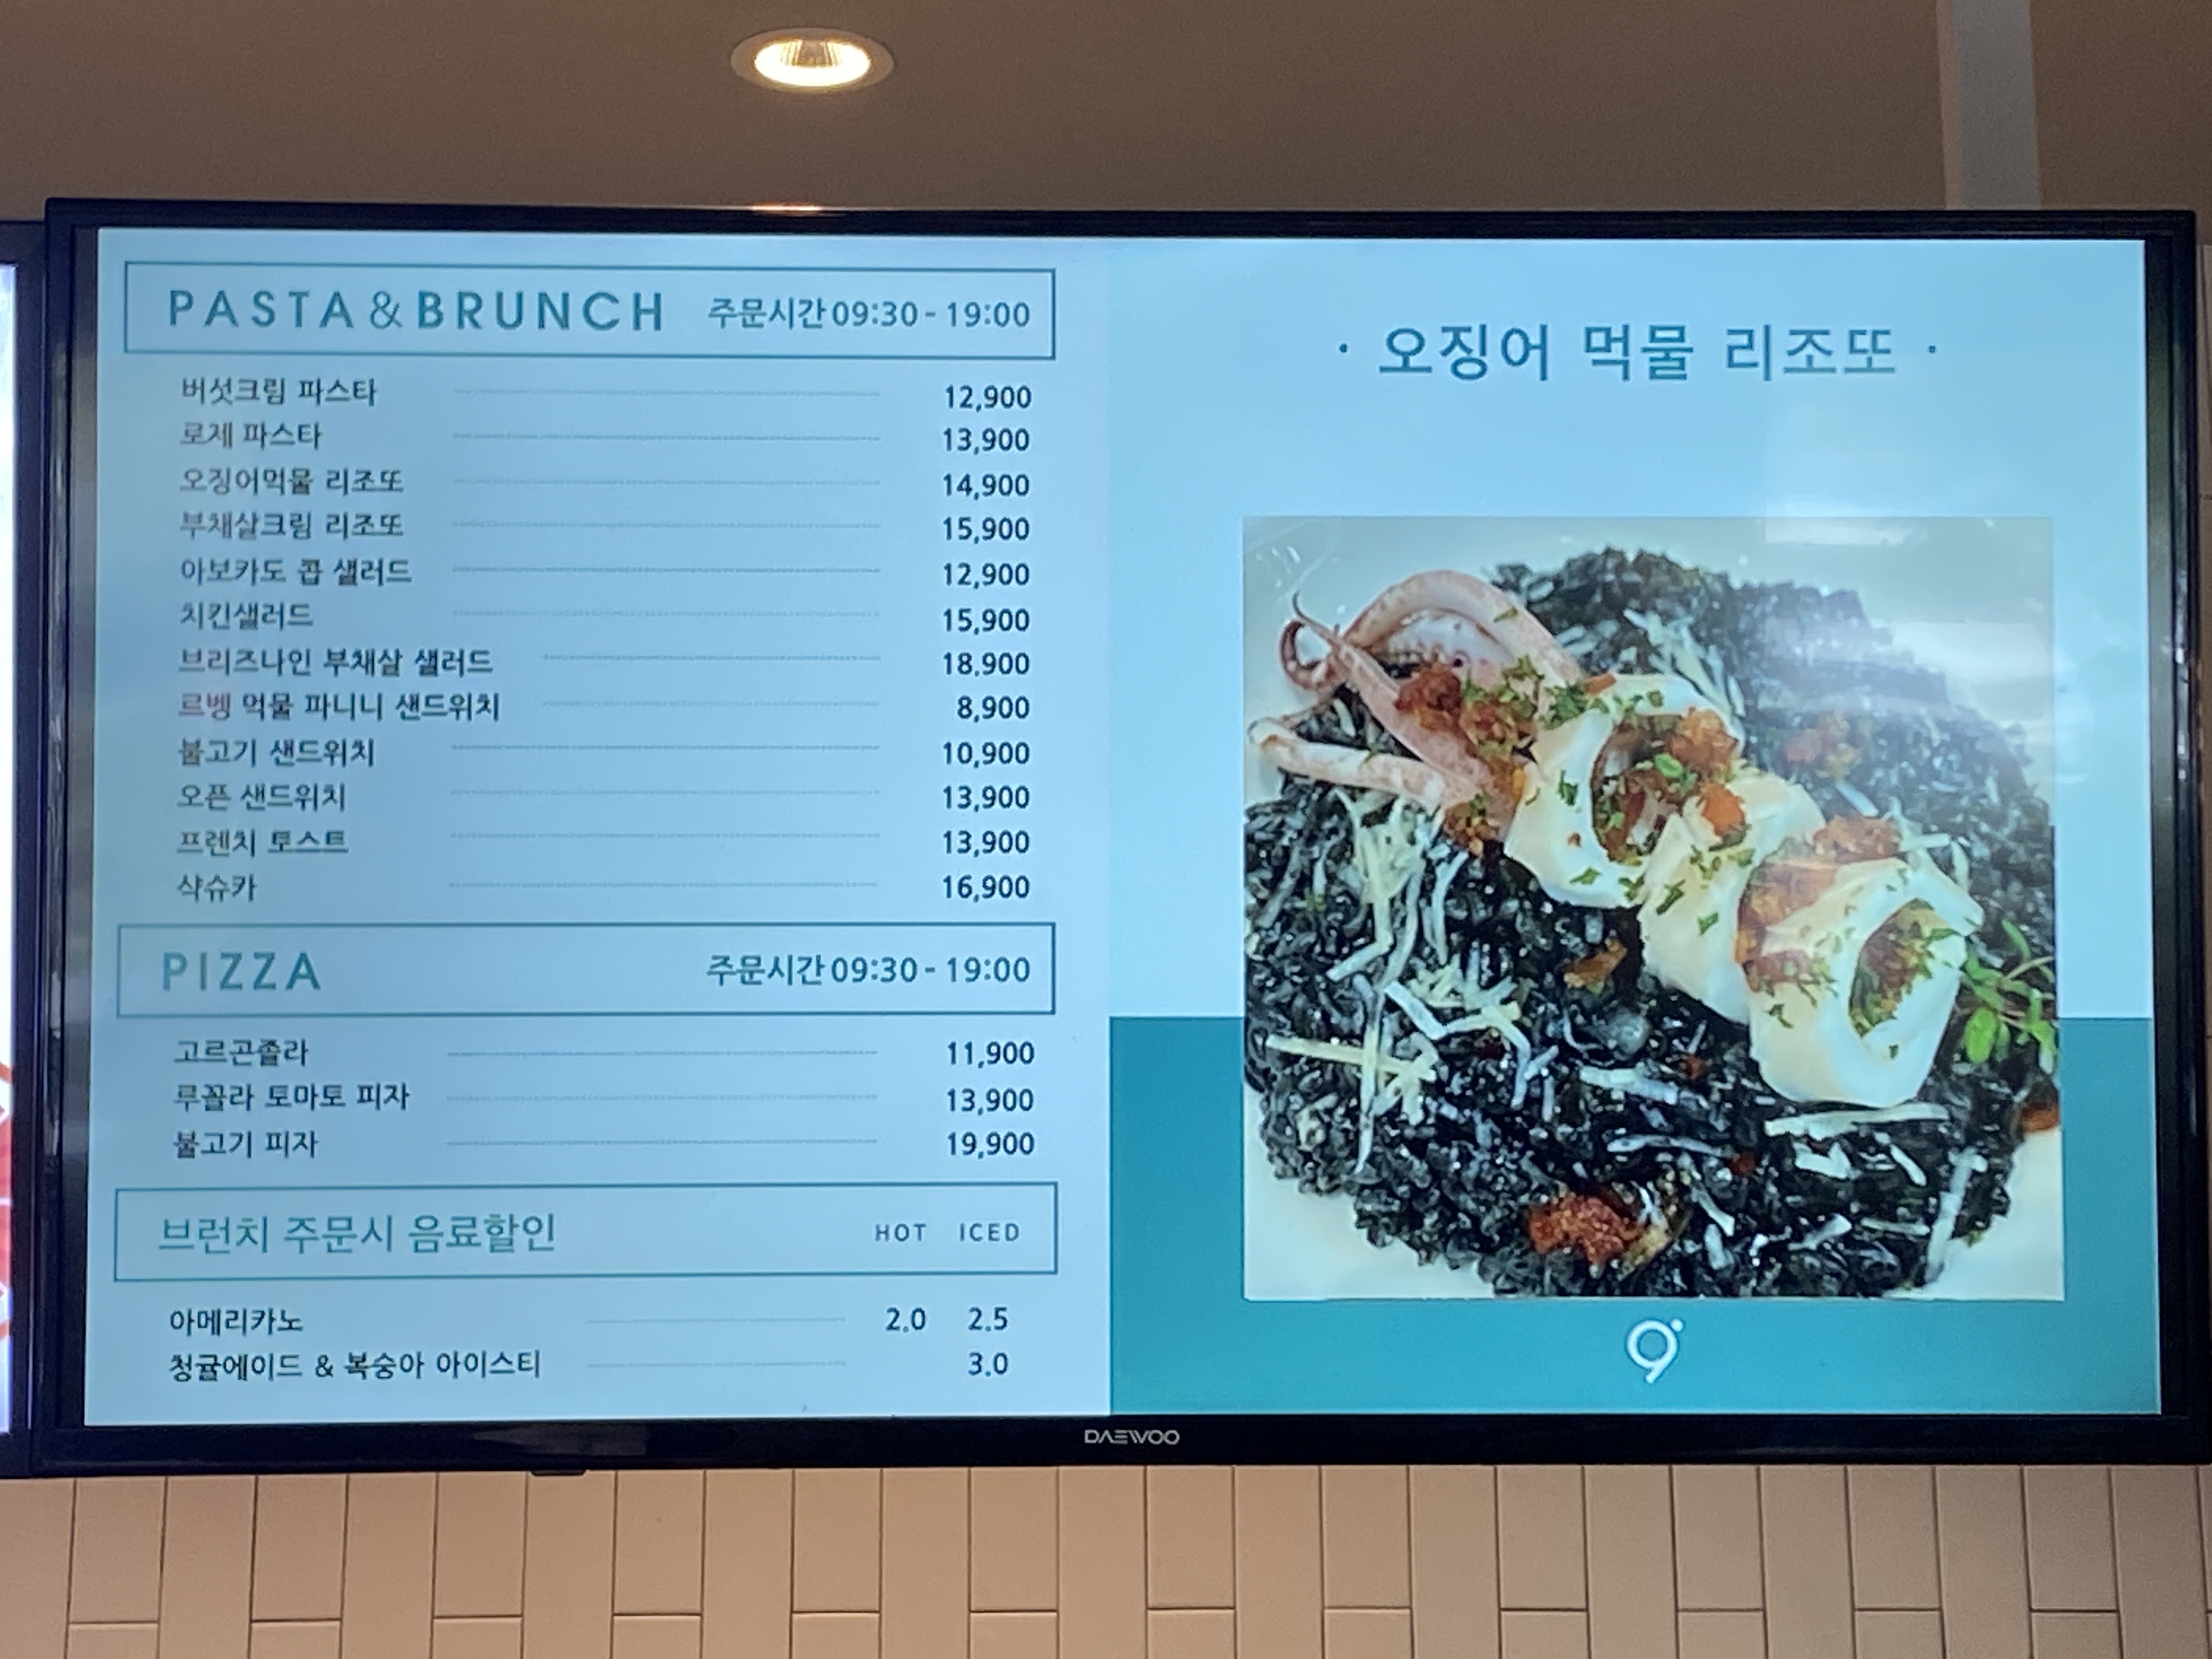 PASTA&BRUNCH 주문시간 09:30 - 19:00
버섯크림 파스타 12,900
로제 파스타 13,900
오징어먹물 리조또 14,900
부채살크림 리조또 15,900
아보카도 콥 샐러드 12,900
치킨샐러드 15,900
브리즈나인 부채살 샐러드 18,900
르벵 먹물 파니니 샌드위치 8,900
불고기 샌드위치 10,900
오픈 샌드위치 13,900
프렌치 토스트 13,900
샥슈카 16,900
PIZZA 주문시간 09:30 - 19:00
고르곤졸라 11,900
루꼴라 토마토 피자 13,900
불고기 피자 19,900
브런치 주문시 음료할인 HOT ICED
아메리카노 2.0 2.5
청귤에이드 & 복숭아 아이스티 3.0
· 오징어 먹물 리조또 ·
9
DAEWOO